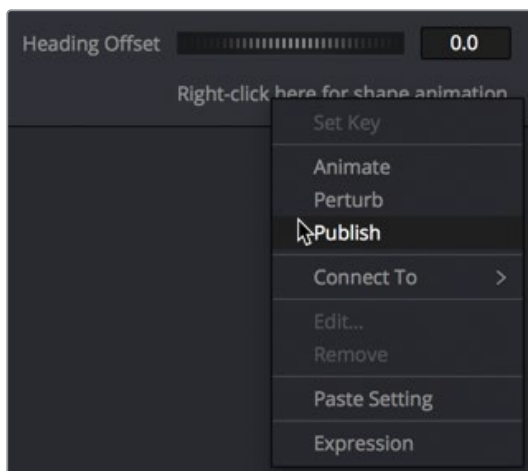 Heading Offset 0.0
Right-click here for shape animation
Set Key
Animate
Perturb
Publish
Connect To >
Edit...
Remove
Paste Setting
Expression